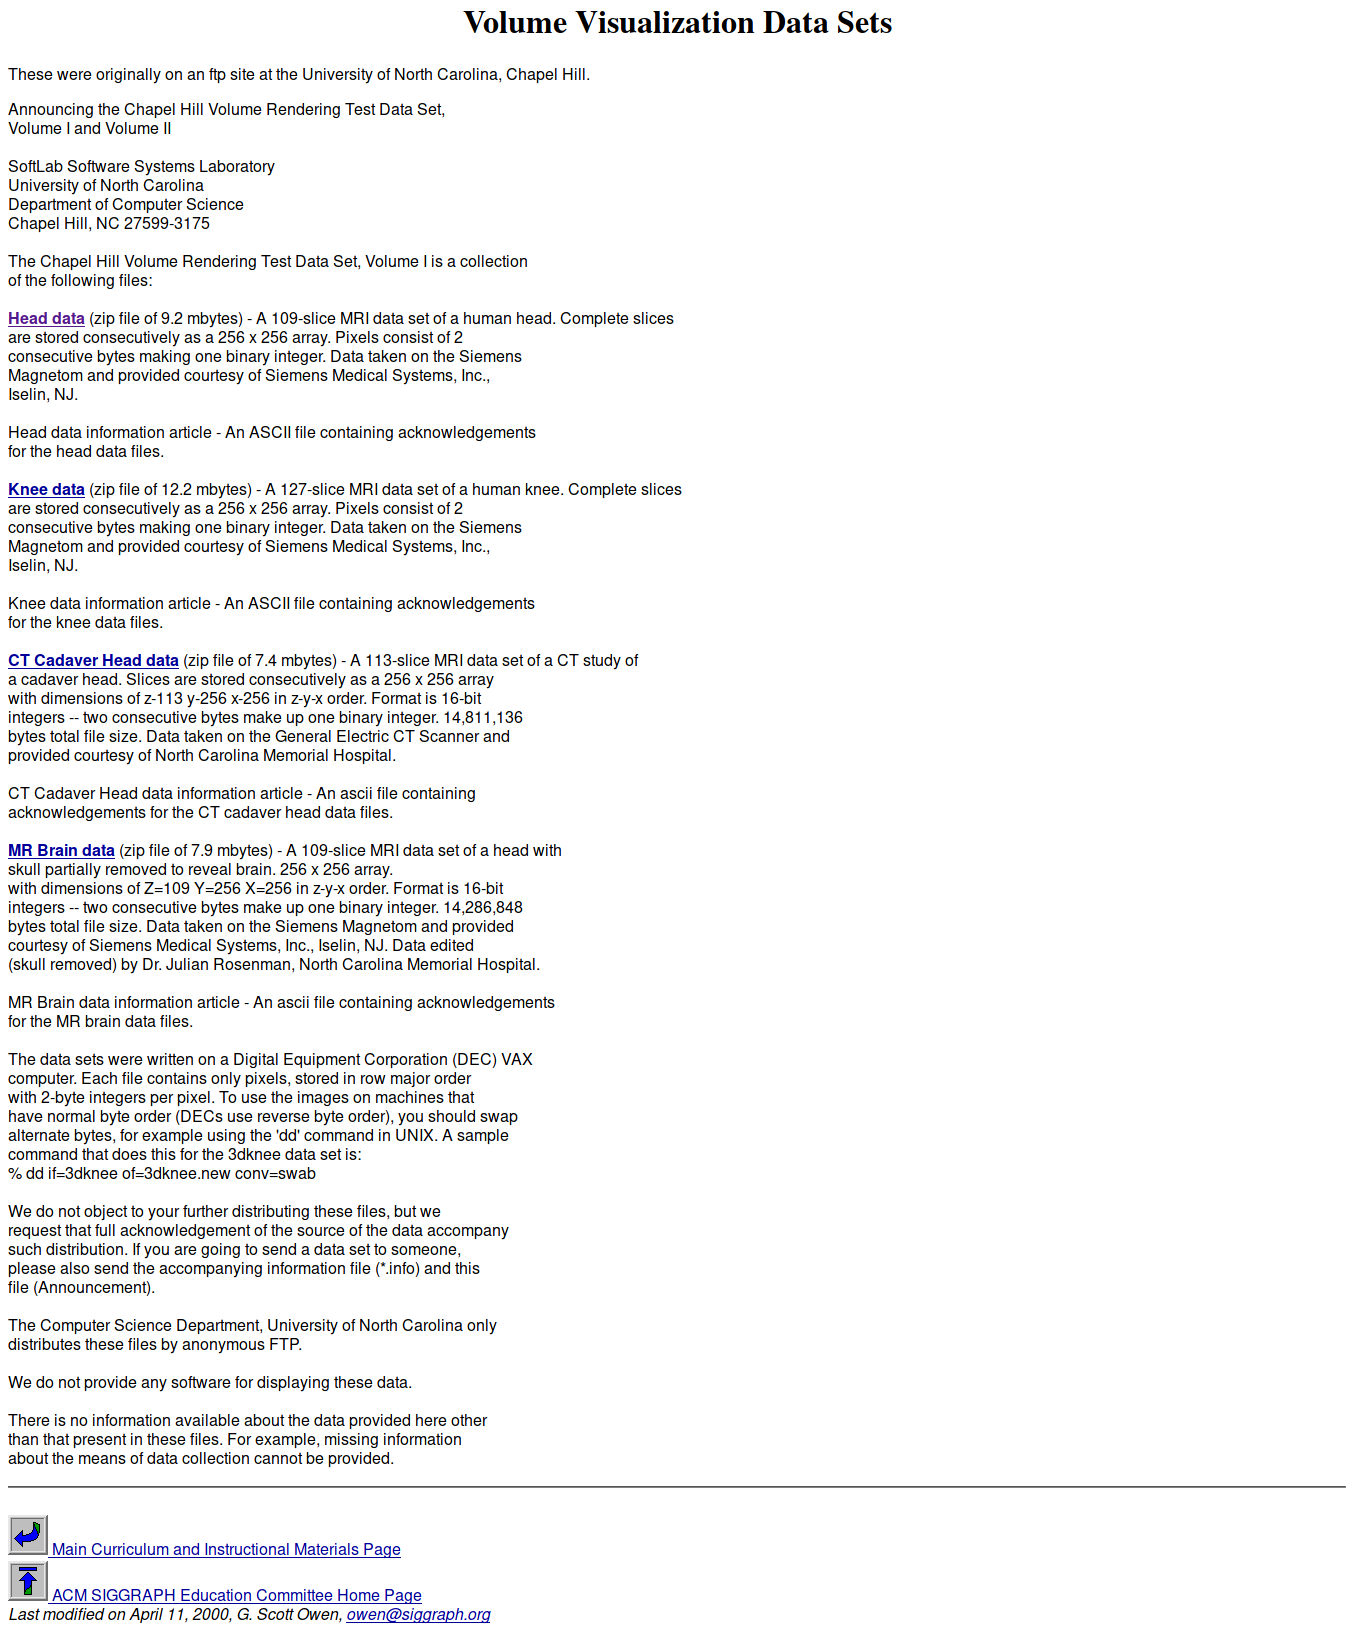 Volume Visualization Data Sets
These were originally on an ftp site at the University of North Carolina, Chapel Hill.
Announcing the Chapel Hill Volume Rendering Test Data Set,
Volume I and Volume II
SoftLab Software Systems Laboratory
University of North Carolina
Department of Computer Science
Chapel Hill, NC 27599-3175
The Chapel Hill Volume Rendering Test Data Set, Volume I is a collection
of the following files:
Head data (zip file of 9.2 mbytes) - A 109-slice MRI data set of a human head. Complete slices
are stored consecutively as a 256 x 256 array. Pixels consist of 2
consecutive bytes making one binary integer. Data taken on the Siemens
Magnetom and provided courtesy of Siemens Medical Systems, Inc.,
Iselin, NJ.
Head data information article - An ASCII file containing acknowledgements
for the head data files.
Knee data (zip file of 12.2 mbytes) - A 127-slice MRI data set of a human knee. Complete slices
are stored consecutively as a 256 x 256 array. Pixels consist of 2
consecutive bytes making one binary integer. Data taken on the Siemens
Magnetom and provided courtesy of Siemens Medical Systems, Inc.,
Iselin, NJ.
Knee data information article - An ASCII file containing acknowledgements
for the knee data files.
CT Cadaver Head data (zip file of 7.4 mbytes) - A 113-slice MRI data set of a CT study of
a cadaver head. Slices are stored consecutively as a 256 x 256 array
with dimensions of z-113 y-256 x-256 in z-y-x order. Format is 16-bit
integers -- two consecutive bytes make up one binary integer. 14,811,136
bytes total file size. Data taken on the General Electric CT Scanner and
provided courtesy of North Carolina Memorial Hospital.
CT Cadaver Head data information article - An ascii file containing
acknowledgements for the CT cadaver head data files.
MR Brain data (zip file of 7.9 mbytes) - A 109-slice MRI data set of a head with
skull partially removed to reveal brain. 256 x 256 array.
with dimensions of Z=109 Y=256 X=256 in z-y-x order. Format is 16-bit
integers -- two consecutive bytes make up one binary integer. 14,286,848
bytes total file size. Data taken on the Siemens Magnetom and provided
courtesy of Siemens Medical Systems, Inc., Iselin, NJ. Data edited
(skull removed) by Dr. Julian Rosenman, North Carolina Memorial Hospital.
MR Brain data information article - An ascii file containing acknowledgements
for the MR brain data files.
The data sets were written on a Digital Equipment Corporation (DEC) VAX
computer. Each file contains only pixels, stored in row major order
with 2-byte integers per pixel. To use the images on machines that
have normal byte order (DECs use reverse byte order), you should swap
alternate bytes, for example using the 'dd' command in UNIX. A sample
command that does this for the 3dknee data set is:
% dd if=3dknee of=3dknee.new conv=swab
We do not object to your further distributing these files, but we
request that full acknowledgement of the source of the data accompany
such distribution. If you are going to send a data set to someone,
please also send the accompanying information file (*.info) and this
file (Announcement).
The Computer Science Department, University of North Carolina only
distributes these files by anonymous FTP.
We do not provide any software for displaying these data.
There is no information available about the data provided here other
than that present in these files. For example, missing information
about the means of data collection cannot be provided.
Main Curriculum and Instructional Materials Page
ACM SIGGRAPH Education Committee Home Page
Last modified on April 11, 2000, G. Scott Owen, owen@siggraph.org